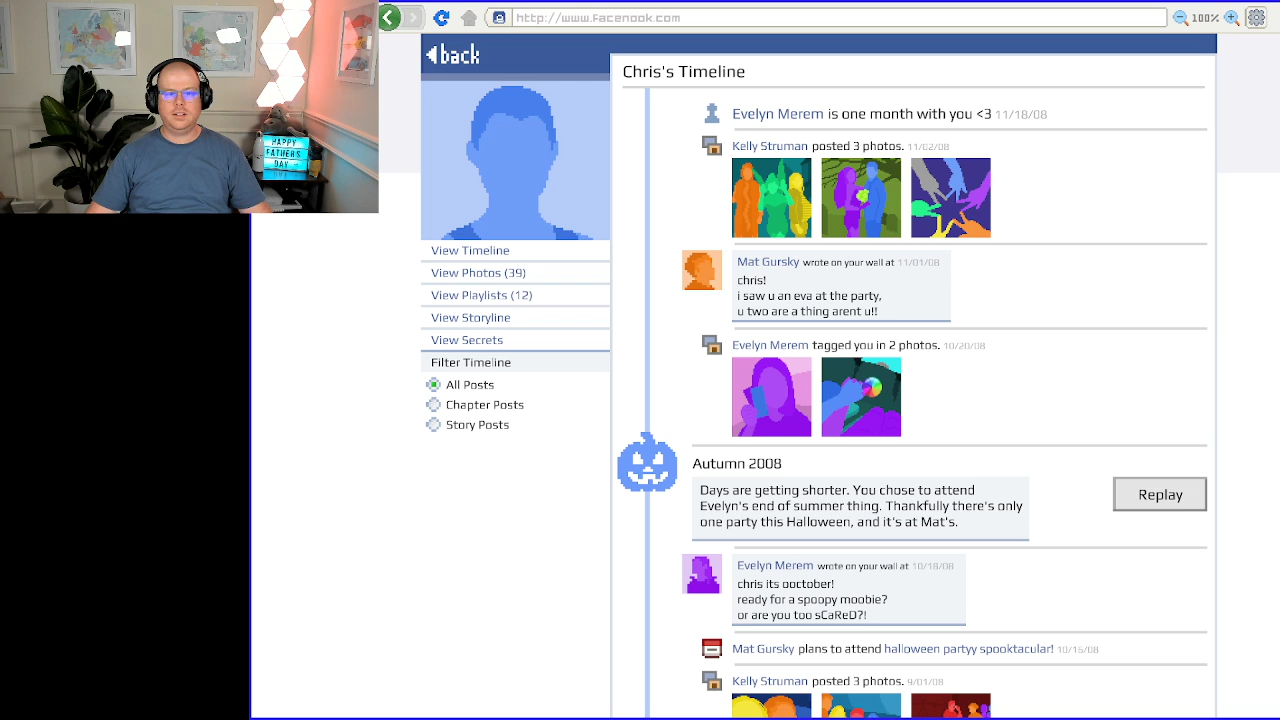 http://www.Facenook.com
100%
back
HAPPY
FATHERS
DAY
View Timeline
View Photos (39)
View Playlists (12)
View Storyline
View Secrets
Filter Timeline
All Posts
Chapter Posts
Story Posts
Chris's Timeline
Evelyn Merem is one month with you <3 11/18/08
Kelly Struman posted 3 photos. 11/02/08
Mat Gursky wrote on your wall at 11/01/08
chris!
i saw u an eva at the party,
u two are a thing arent u!!
Evelyn Merem tagged you in 2 photos. 10/20/08
Autumn 2008
Days are getting shorter. You chose to attend
Evelyn's end of summer thing. Thankfully there's only
one party this Halloween, and it's at Mat's.
Replay
Evelyn Merem wrote on your wall at 10/18/08
chris its ooctober!
ready for a spoopy moobie?
or are you too sCaReD?!
Mat Gursky plans to attend halloween partyy spooktacular! 10/15/08
Kelly Struman posted 3 photos. 9/01/08